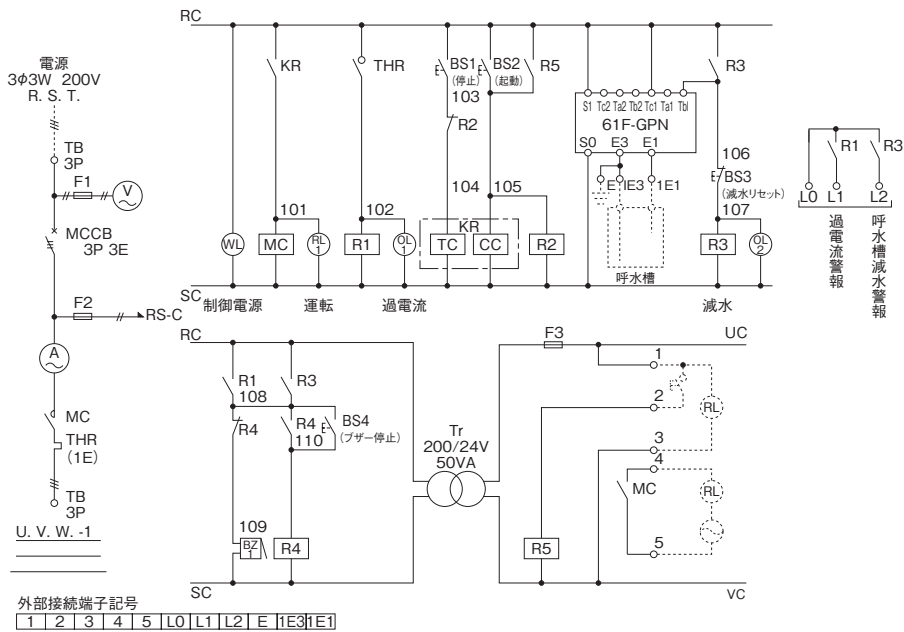 電源
3φ3W 200V
R. S. T.
TB
3P
F1
V
MCCB
3P 3E
F2
RS-C
A
MC
THR
(1E)
TB
3P
U. V. W. -1
RC
KR
THR
BS1
(停止)
103
R2
104
BS2
(起動)
R5
105
101
102
WL
MC
RL
1
R1
OL
1
KR
TC
CC
R2
S1 Tc2 Ta2 Tb2 Tc1 Ta1 Tbl
61F-GPN
S0 E3 E1
E
IE3
1E1
呼水槽
R3
106
BS3
(減水リセット)
107
R3
OL
2
SC
制御電源
運転
過電流
減水
R1
R3
L0
L1
L2
過電流警報
呼水槽減水警報
RC
R1
108
R4
109
BZ
1
R3
R4
110
BS4
(ブザー停止)
R4
SC
Tr
200/24V
50VA
F3
UC
1
2
RL
3
4
MC
RL
5
R5
VC
外部接続端子記号
1 2 3 4 5 L0 L1 L2 E 1E3 1E1